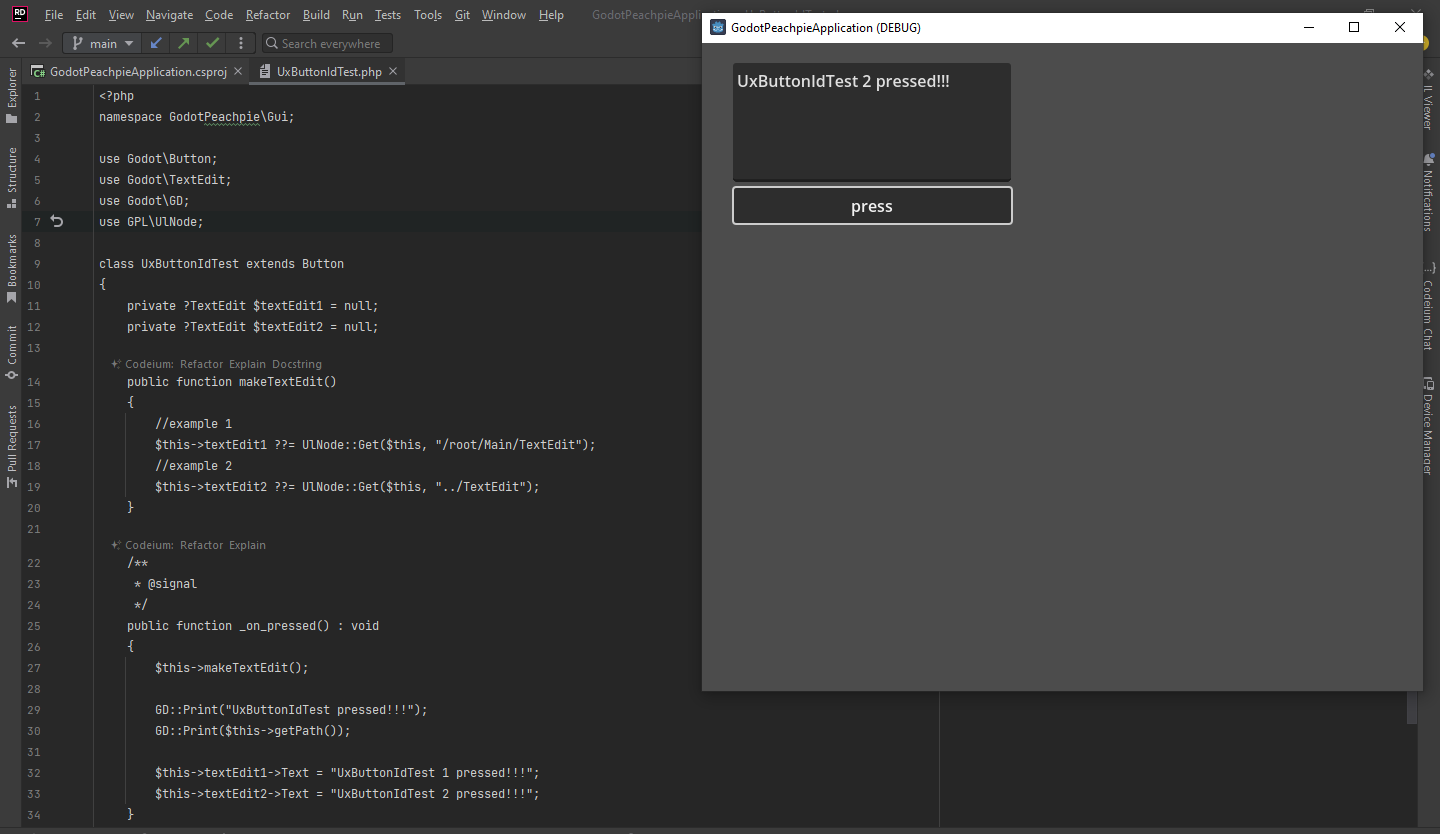 RD File Edit View Navigate Code Refactor Build Run Tests Tools Git Window Help GodotPeachpieApplication
main Search everywhere
GodotPeachpieApplication.csproj UxButtonIdTest.php
Explorer
Structure
Bookmarks
Commit
Pull Requests
1 <?php
2 namespace GodotPeachpie\Gui;
3
4 use Godot\Button;
5 use Godot\TextEdit;
6 use Godot\GD;
7 use GPL\UlNode;
8
9 class UxButtonIdTest extends Button
10 {
11 private ?TextEdit $textEdit1 = null;
12 private ?TextEdit $textEdit2 = null;
13
Codeium: Refactor Explain Docstring
14 public function makeTextEdit()
15 {
16 //example 1
17 $this->textEdit1 ??= UlNode::Get($this, "/root/Main/TextEdit");
18 //example 2
19 $this->textEdit2 ??= UlNode::Get($this, "../TextEdit");
20 }
21
Codeium: Refactor Explain
22 /**
23 * @signal
24 */
25 public function _on_pressed() : void
26 {
27 $this->makeTextEdit();
28
29 GD::Print("UxButtonIdTest pressed!!!");
30 GD::Print($this->getPath());
31
32 $this->textEdit1->Text = "UxButtonIdTest 1 pressed!!!";
33 $this->textEdit2->Text = "UxButtonIdTest 2 pressed!!!";
34 }
GodotPeachpieApplication (DEBUG)
UxButtonIdTest 2 pressed!!!
press
IL Viewer
Notifications
Codeium Chat
Device Manager